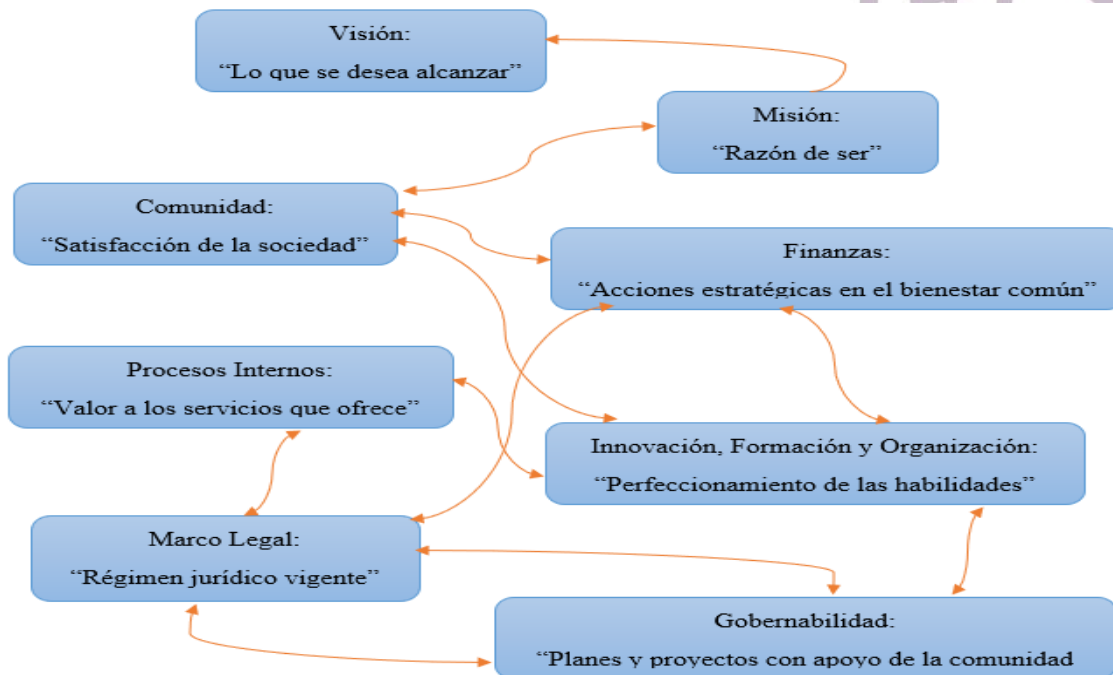 Visión:
“Lo que se desea alcanzar”
Misión:
“Razón de ser”
Comunidad:
“Satisfacción de la sociedad”
Finanzas:
“Acciones estratégicas en el bienestar común”
Procesos Internos:
“Valor a los servicios que ofrece”
Innovación, Formación y Organización:
“Perfeccionamiento de las habilidades”
Marco Legal:
“Régimen jurídico vigente”
Gobernabilidad:
“Planes y proyectos con apoyo de la comunidad